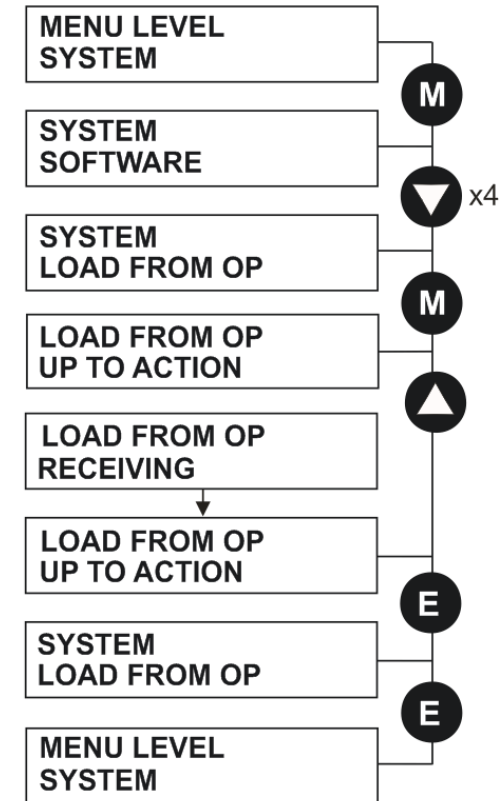 MENU LEVEL
SYSTEM
M
SYSTEM
SOFTWARE
x4
SYSTEM
LOAD FROM OP
M
LOAD FROM OP
UP TO ACTION
LOAD FROM OP
RECEIVING
LOAD FROM OP
UP TO ACTION
E
SYSTEM
LOAD FROM OP
E
MENU LEVEL
SYSTEM